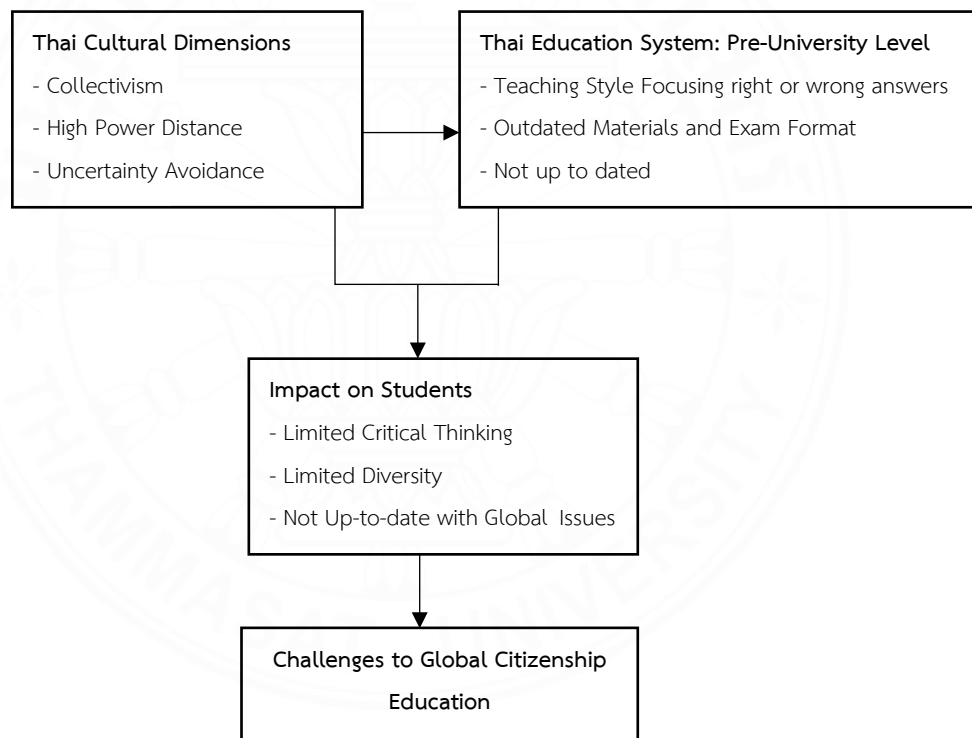 Thai Cultural Dimensions
- Collectivism
- High Power Distance
- Uncertainty Avoidance
Thai Education System: Pre-University Level
- Teaching Style Focusing right or wrong answers
- Outdated Materials and Exam Format
- Not up to dated
Impact on Students
- Limited Critical Thinking
- Limited Diversity
- Not Up-to-date with Global Issues
Challenges to Global Citizenship
Education
THAMMASAT UNIVERSITY